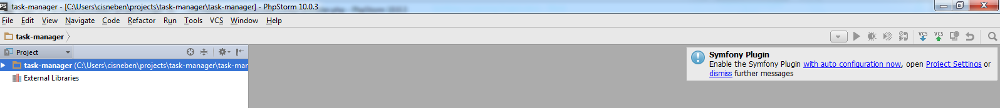 PS task-manager - [C:\Users\cisneben\projects\task-manager\task-manager] - PhpStorm 10.0.3
File Edit View Navigate Code Refactor Run Tools VCS Window Help
task-manager
VCS VCS
Project
task-manager (C:\Users\cisneben\projects\task-manager\task-mar
External Libraries
Symfony Plugin
Enable the Symfony Plugin with auto configuration now, open Project Settings or
dismiss further messages